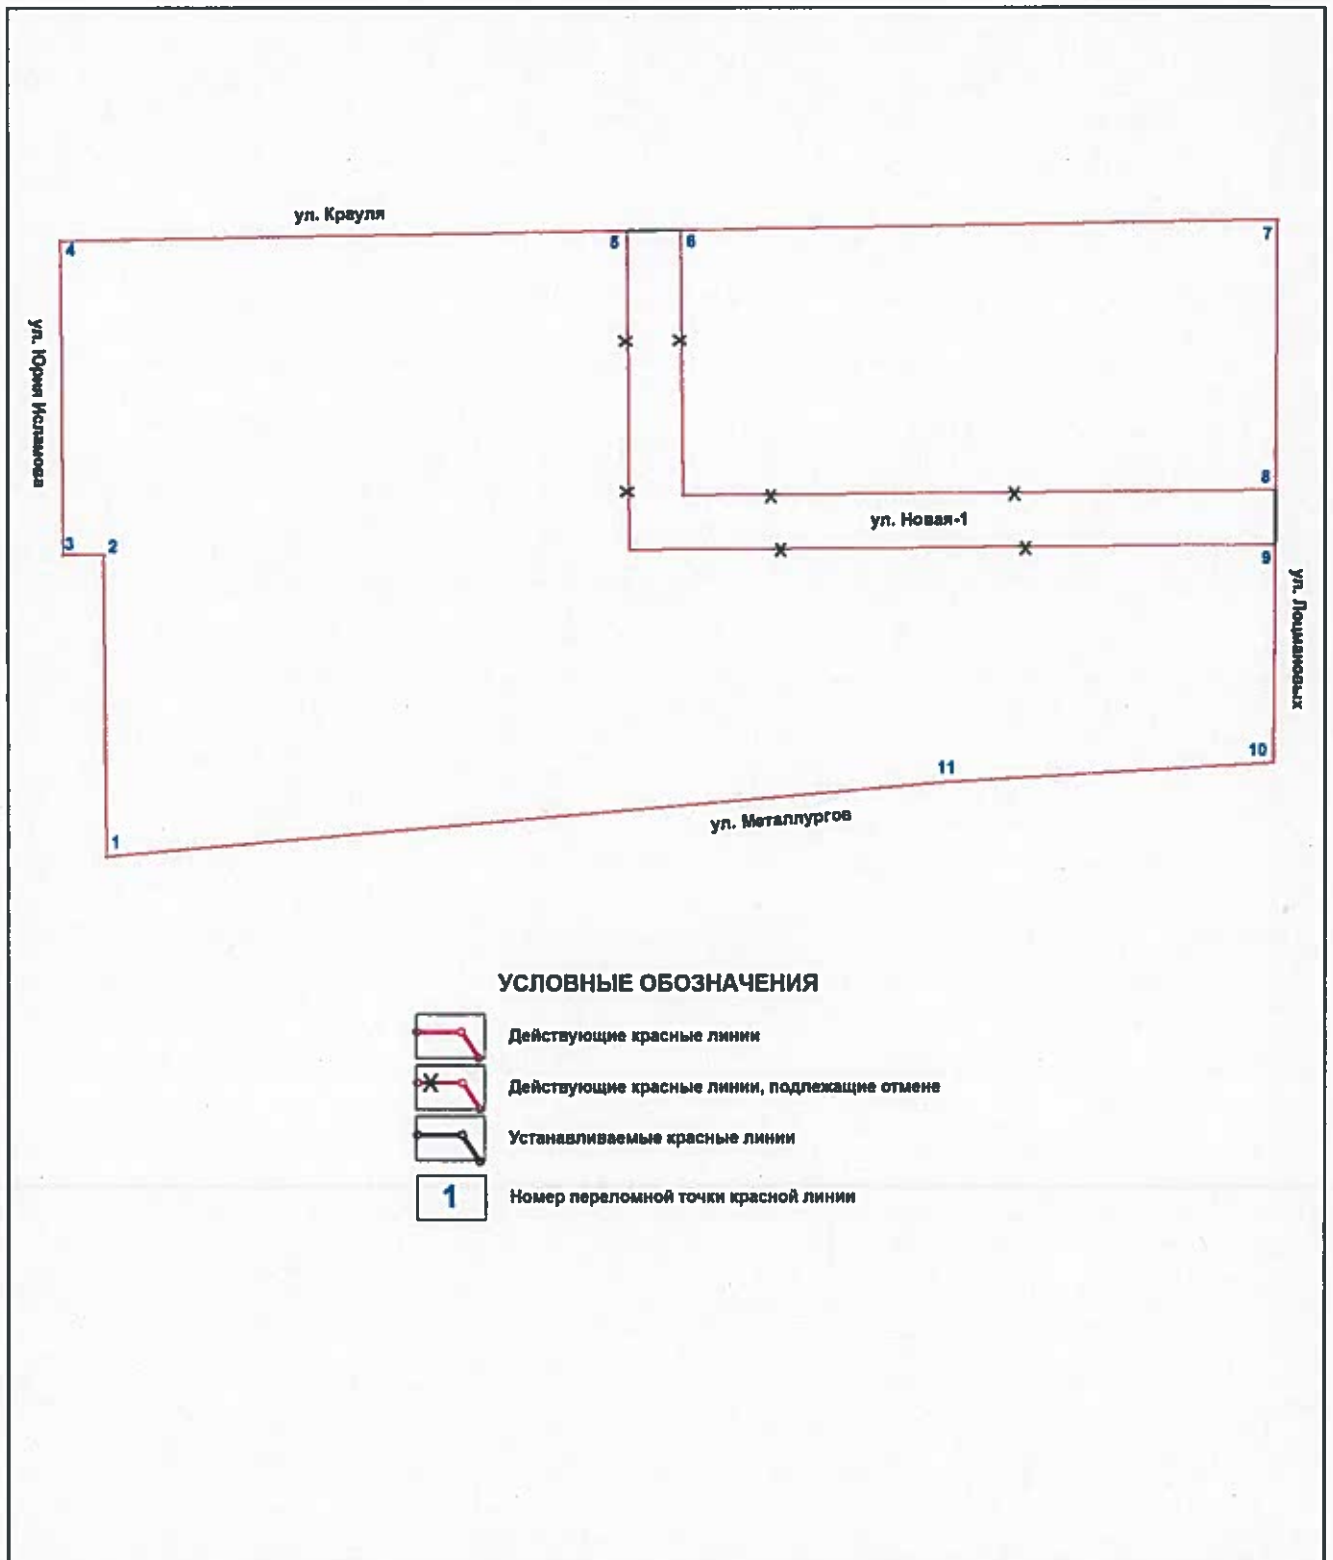 ул. Крауля
4
5
6
7
ул. Юрия Исламова
8
ул. Новая-1
3
2
9
ул. Лоцмановых
10
11
ул. Металлургов
1
УСЛОВНЫЕ ОБОЗНАЧЕНИЯ
Действующие красные линии
Действующие красные линии, подлежащие отмене
Устанавливаемые красные линии
1 Номер переломной точки красной линии